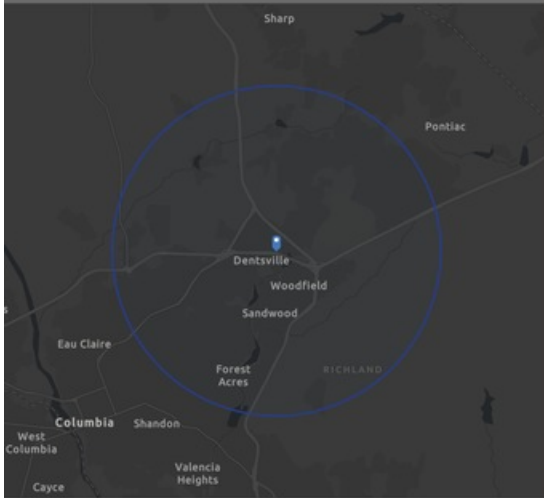 Sharp
Pontiac
Dentsville
Woodfield
Sandwood
s
Eau Claire
Forest
Acres
RICHLAND
Columbia
Shandon
West
Columbia
Valencia
Heights
Cayce